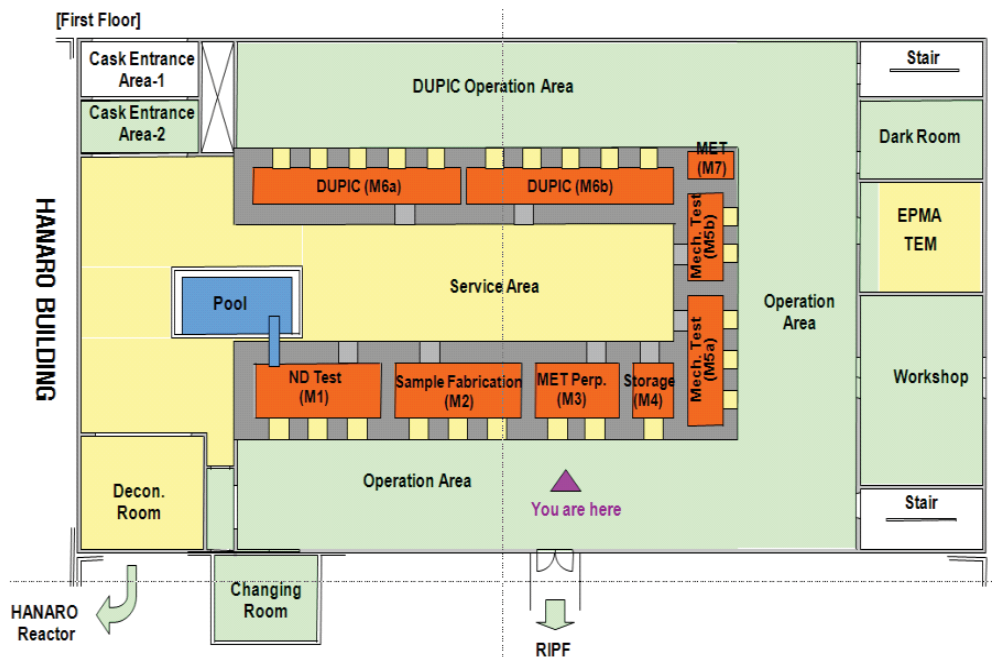 [First Floor]
Cask Entrance
Area-1
Stair
DUPIC Operation Area
Cask Entrance
Area-2
Dark Room
MET
(M7)
DUPIC (M6a)
DUPIC (M6b)
Mech. Test
(M5b)
EPMA
TEM
HANARO BUILDING
Service Area
Pool
Operation
Area
Mech. Test
(M5a)
ND Test
(M1)
Sample Fabrication
(M2)
MET Perp.
(M3)
Storage
(M4)
Workshop
Operation Area
Decon.
Room
You are here
Stair
Changing
Room
HANARO
Reactor
RIPF